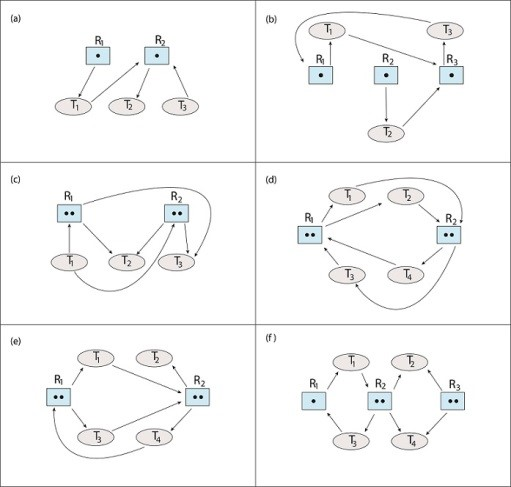 (a)
R1 R2
T1 T2 T3
(b)
T1 T3
R1 R2 R3
T2
(c)
R1 R2
T1 T2 T3
(d)
T1 T2
R1 R2
T3 T4
(e)
T1 T2
R1 R2
T3 T4
(f)
T1 T2
R1 R2 R3
T3 T4